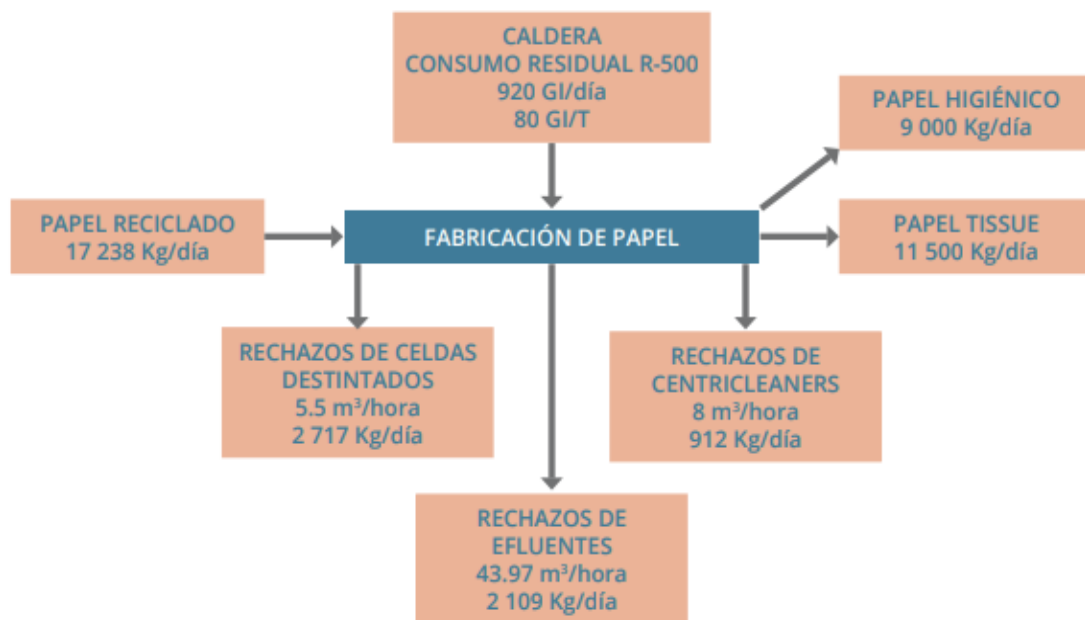 CALDERA
CONSUMO RESIDUAL R-500
920 GI/día
80 GI/T
PAPEL HIGIÉNICO
9 000 Kg/día
PAPEL RECICLADO
17 238 Kg/día
FABRICACIÓN DE PAPEL
PAPEL TISSUE
11 500 Kg/día
RECHAZOS DE CELDAS
DESTINTADOS
5.5 m³/hora
2 717 Kg/día
RECHAZOS DE
CENTRICLEANERS
8 m³/hora
912 Kg/día
RECHAZOS DE
EFLUENTES
43.97 m³/hora
2 109 Kg/día